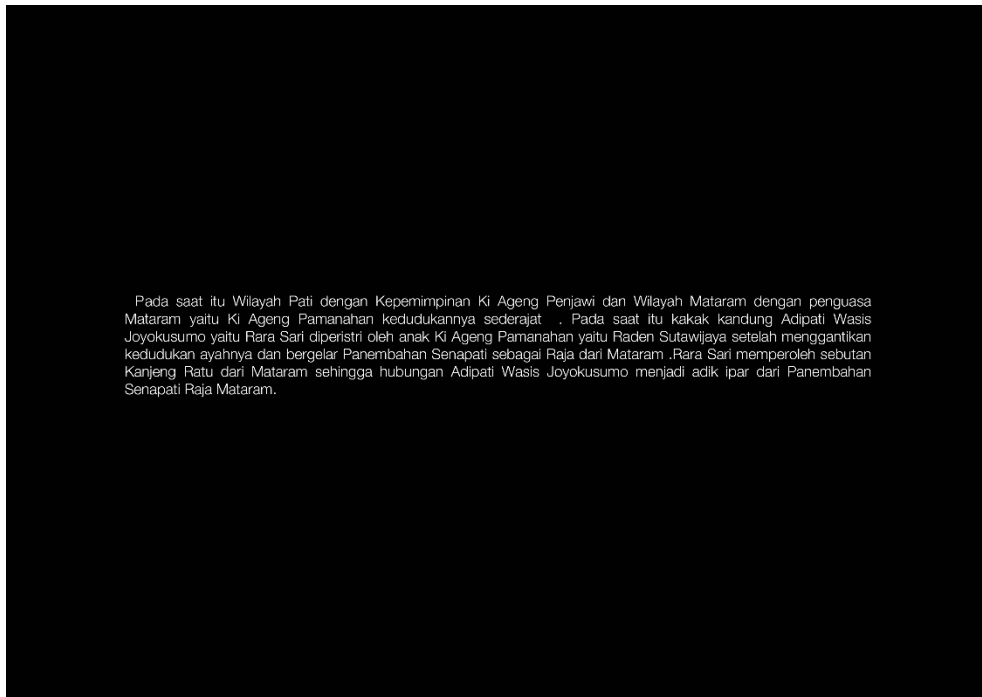 Pada saat itu Wilayah Pati dengan Kepemimpinan Ki Ageng Penjawi dan Wilayah Mataram dengan penguasa
Mataram yaitu Ki Ageng Pamanahan kedudukannya sederajat . Pada saat itu kakak kandung Adipati Wasis
Joyokusumo yaitu Rara Sari diperistri oleh anak Ki Ageng Pamanahan yaitu Raden Sutawijaya setelah menggantikan
kedudukan ayahnya dan bergelar Panembahan Senapati sebagai Raja dari Mataram .Rara Sari memperoleh sebutan
Kanjeng Ratu dari Mataram sehingga hubungan Adipati Wasis Joyokusumo menjadi adik ipar dari Panembahan
Senapati Raja Mataram.